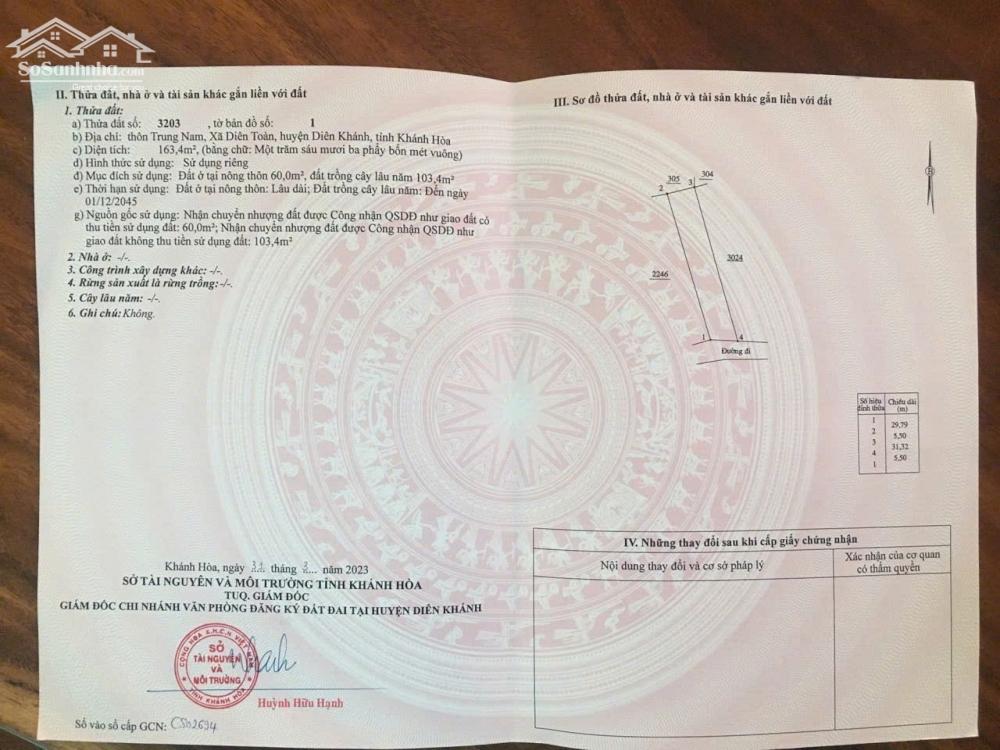 SoSanhnha.com
II. Thửa đất, nhà ở và tài sản khác gắn liền với đất
1. Thửa đất:
a) Thửa đất số: 3203 , tờ bản đồ số: 1
b) Địa chỉ: thôn Trung Nam, Xã Diên Toàn, huyện Diên Khánh, tỉnh Khánh Hòa
c) Diện tích: 163,4m², (bằng chữ: Một trăm sáu mươi ba phẩy bốn mét vuông)
d) Hình thức sử dụng: Sử dụng riêng
đ) Mục đích sử dụng: Đất ở tại nông thôn 60,0m², đất trồng cây lâu năm 103,4m²
e) Thời hạn sử dụng: Đất ở tại nông thôn: Lâu dài; Đất trồng cây lâu năm: Đến ngày
01/12/2045
g) Nguồn gốc sử dụng: Nhận chuyển nhượng đất được Công nhận QSDĐ như giao đất có
thu tiền sử dụng đất: 60,0m²; Nhận chuyển nhượng đất được Công nhận QSDĐ như
giao đất không thu tiền sử dụng đất: 103,4m²
2. Nhà ở: -/-.
3. Công trình xây dựng khác: -/-.
4. Rừng sản xuất là rừng trồng: -/-.
5. Cây lâu năm: -/-.
6. Ghi chú: Không.
Khánh Hòa, ngày tháng năm 2023
SỞ TÀI NGUYÊN VÀ MÔI TRƯỜNG TỈNH KHÁNH HÒA
TUQ. GIÁM ĐỐC
GIÁM ĐỐC CHI NHÁNH VĂN PHÒNG ĐĂNG KÝ ĐẤT ĐAI TẠI HUYỆN DIÊN KHÁNH
CỘNG HÒA X.H.C.N. VIỆT NAM
SỞ
TÀI NGUYÊN
VÀ
MÔI TRƯỜNG
TỈNH KHÁNH HÒA
Huỳnh Hữu Hạnh
Số vào sổ cấp GCN: CS02694
III. Sơ đồ thửa đất, nhà ở và tài sản khác gắn liền với đất
B
305
304
2
3
3024
2246
1
4
Đường đi
Số hiệu đỉnh thửa Chiều dài (m)
1
29,79
2
5,50
3
31,32
4
5,50
1
IV. Những thay đổi sau khi cấp giấy chứng nhận
Nội dung thay đổi và cơ sở pháp lý
Xác nhận của cơ quan
có thẩm quyền